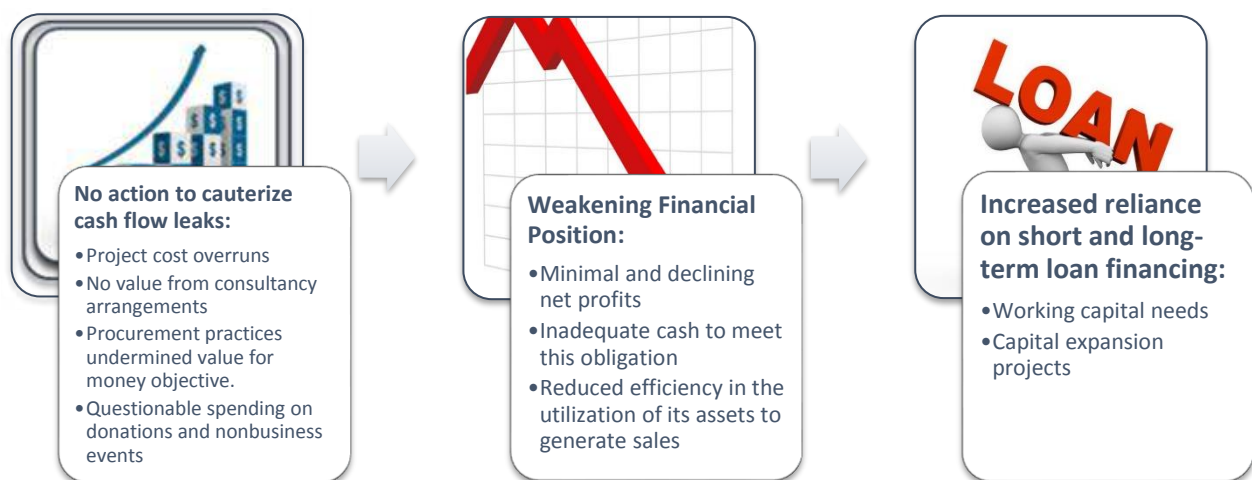 $
$
$
$
$
$
$
$
LOAN
No action to cauterize
cash flow leaks:
•Project cost overruns
•No value from consultancy
arrangements
•Procurement practices
undermined value for
money objective.
•Questionable spending on
donations and nonbusiness
events
Weakening Financial
Position:
•Minimal and declining
net profits
•Inadequate cash to meet
this obligation
•Reduced efficiency in the
utilization of its assets to
generate sales
Increased reliance
on short and long-
term loan financing:
•Working capital needs
•Capital expansion
projects